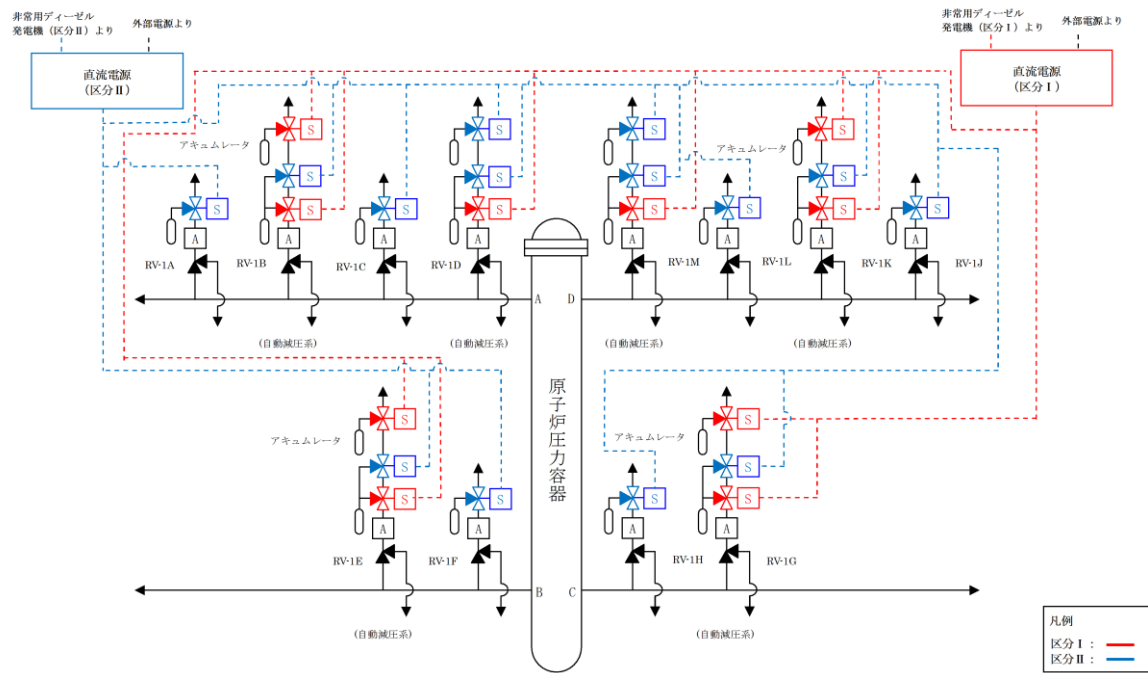 非常用ディーゼル
発電機（区分Ⅱ）より
外部電源より
非常用ディーゼル
発電機（区分Ⅰ）より
外部電源より
直流電源
（区分Ⅱ）
直流電源
（区分Ⅰ）
S
S
S
S
アキュムレータ
アキュムレータ
S
S
S
S
S
S
S
S
S
S
S
S
A
A
A
A
A
A
A
A
RV-1A
RV-1B
RV-1C
RV-1D
RV-1M
RV-1L
RV-1K
RV-1J
A
D
(自動減圧系)
(自動減圧系)
(自動減圧系)
(自動減圧系)
原子炉圧力容器
S
S
アキュムレータ
アキュムレータ
S
S
S
S
S
S
A
A
A
A
RV-1E
RV-1F
RV-1H
RV-1G
B
C
(自動減圧系)
(自動減圧系)
凡例
区分Ⅰ：
区分Ⅱ：